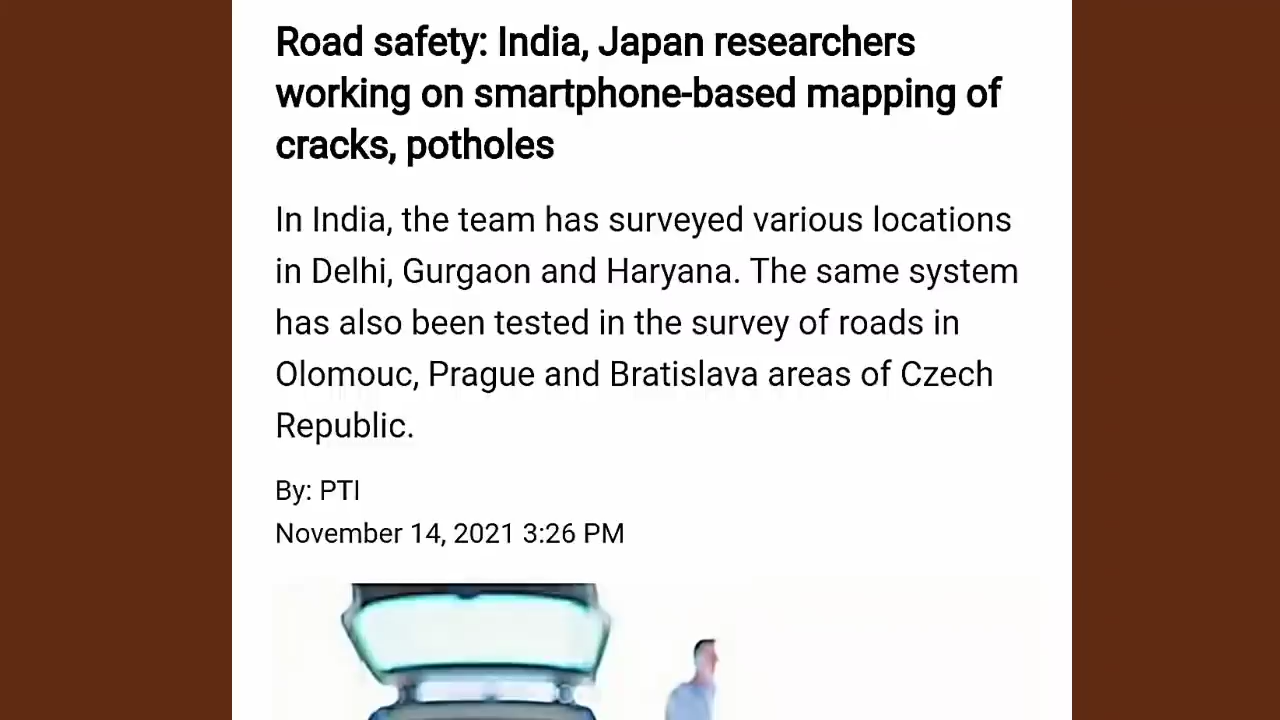 Road safety: India, Japan researchers
working on smartphone-based mapping of
cracks, potholes
In India, the team has surveyed various locations
in Delhi, Gurgaon and Haryana. The same system
has also been tested in the survey of roads in
Olomouc, Prague and Bratislava areas of Czech
Republic.
By: PTI
November 14, 2021 3:26 PM